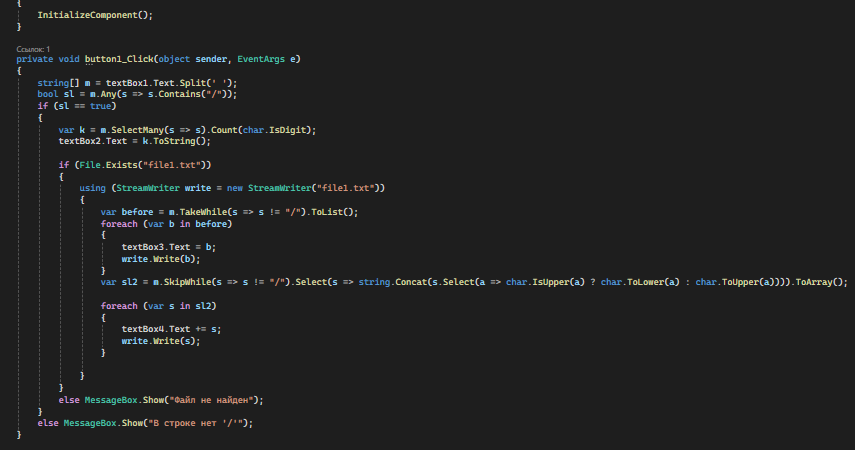 {
InitializeComponent();
}
Ссылок: 1
private void button1_Click(object sender, EventArgs e)
{
string[] m = textBox1.Text.Split(' ');
bool sl = m.Any(s => s.Contains("/"));
if (sl == true)
{
var k = m.SelectMany(s => s).Count(char.IsDigit);
textBox2.Text = k.ToString();
if (File.Exists("file1.txt"))
{
using (StreamWriter write = new StreamWriter("file1.txt"))
{
var before = m.TakeWhile(s => s != "/").ToList();
foreach (var b in before)
{
textBox3.Text = b;
write.Write(b);
}
var sl2 = m.SkipWhile(s => s != "/").Select(s => string.Concat(s.Select(a => char.IsUpper(a) ? char.ToLower(a) : char.ToUpper(a)))).ToArray();
foreach (var s in sl2)
{
textBox4.Text += s;
write.Write(s);
}
}
}
else MessageBox.Show("Файл не найден");
}
else MessageBox.Show("В строке нет '/'");
}